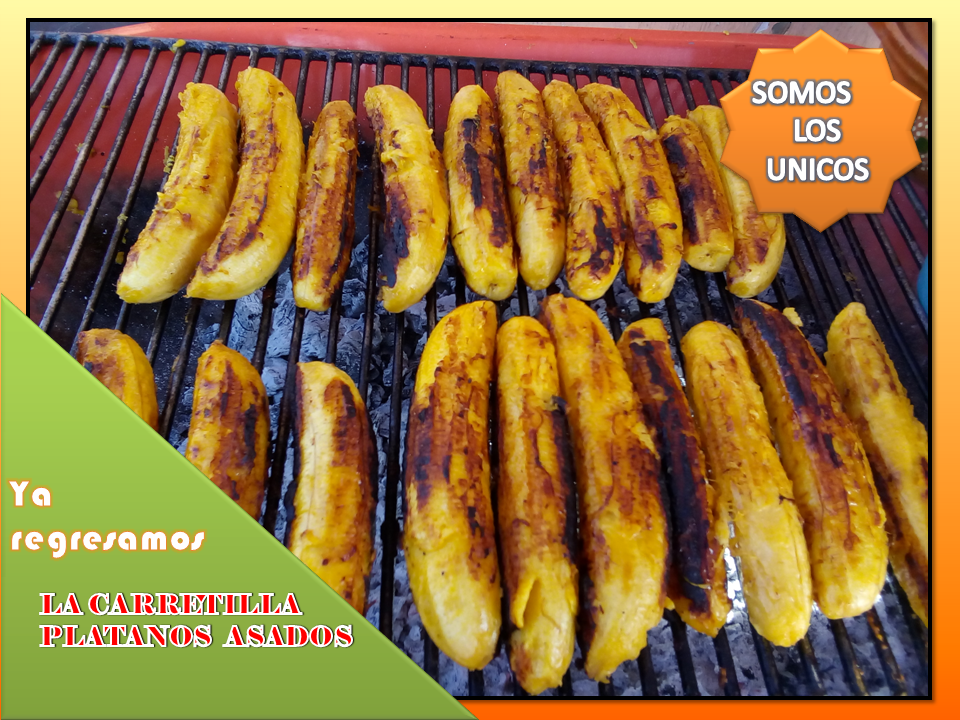 SOMOS
LOS
UNICOS
Ya
regresamos
LA CARRETILLA
PLATANOS ASADOS